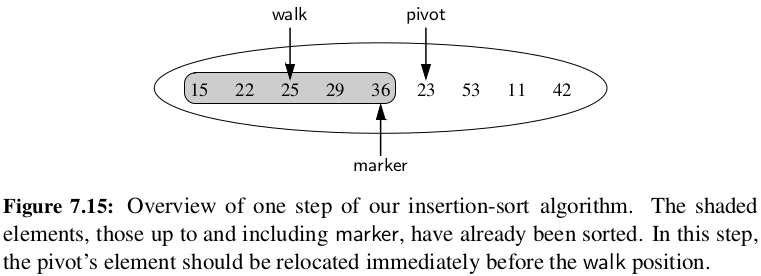 walk pivot
15 22 25 29 36 23 53 11 42
marker
Figure 7.15: Overview of one step of our insertion-sort algorithm. The shaded
elements, those up to and including marker, have already been sorted. In this step,
the pivot’s element should be relocated immediately before the walk position.